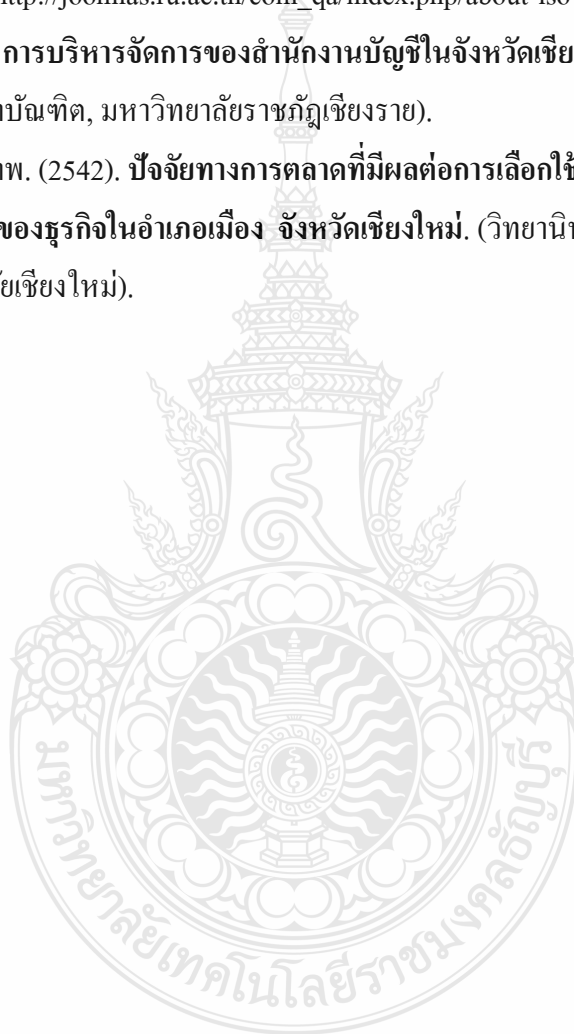 http://joomlas.ru.ac.th/com_qa/index.php/about-iso
การบริหารจัดการของสำนักงานบัญชีในจังหวัดเชีย
าบัณฑิต, มหาวิทยาลัยราชภัฏเชียงราย).
าพ. (2542). ปัจจัยทางการตลาดที่มีผลต่อการเลือกใช้
ของธุรกิจในอำเภอเมือง จังหวัดเชียงใหม่. (วิทยานิ
ัยเชียงใหม่).
มหาวิทยาลัยเทคโนโลยีราชมงคลธัญบุรี